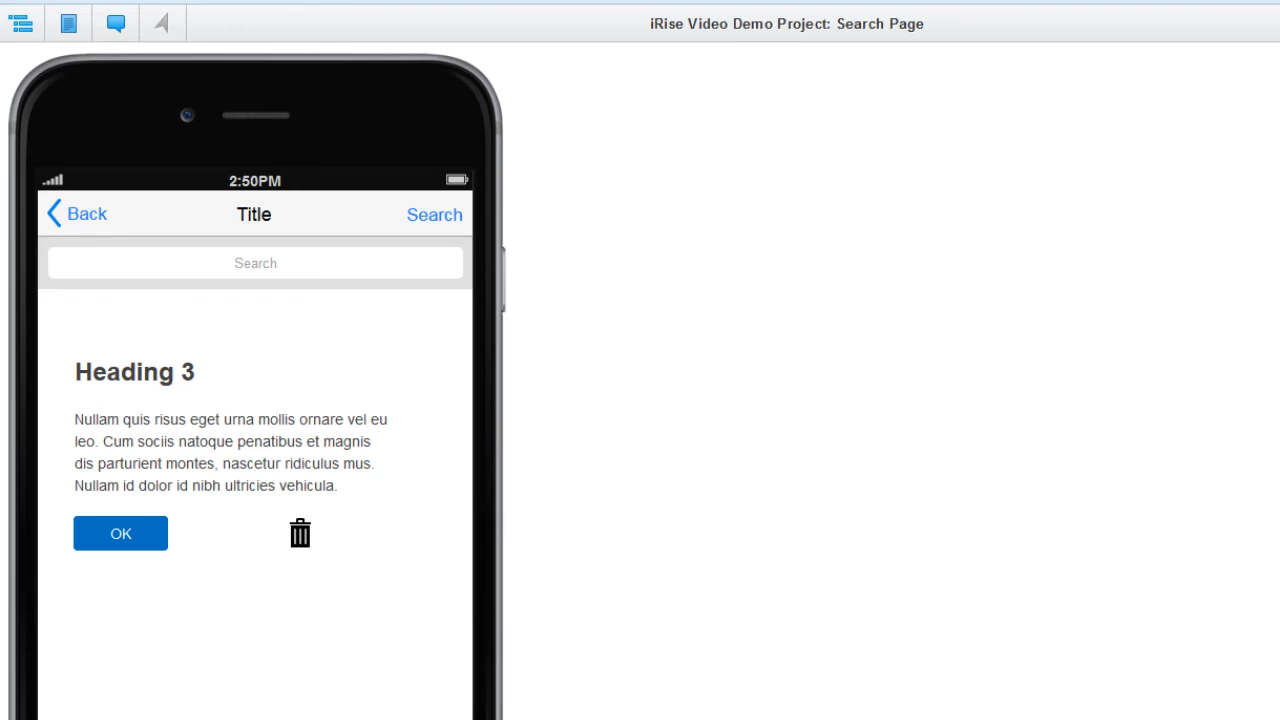 iRise Video Demo Project: Search Page
2:50PM
Back
Title
Search
Search
Heading 3
Nullam quis risus eget urna mollis ornare vel eu
leo. Cum sociis natoque penatibus et magnis
dis parturient montes, nascetur ridiculus mus.
Nullam id dolor id nibh ultricies vehicula.
OK